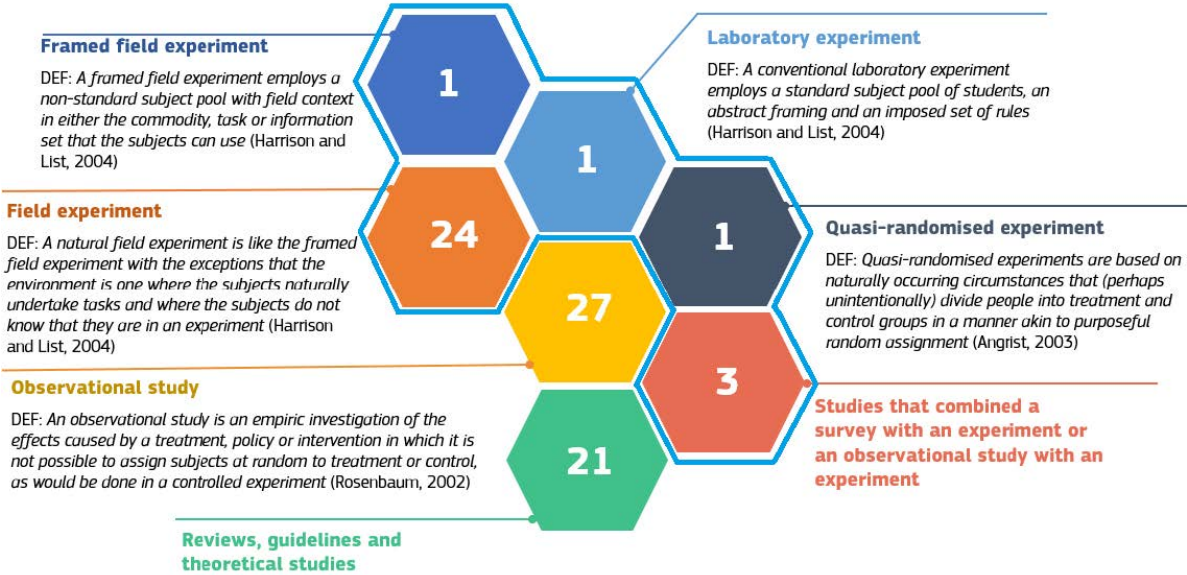 Framed field experiment
DEF: A framed field experiment employs a
non-standard subject pool with field context
in either the commodity, task or information
set that the subjects can use (Harrison and
List, 2004)
1
Laboratory experiment
DEF: A conventional laboratory experiment
employs a standard subject pool of students, an
abstract framing and an imposed set of rules
(Harrison and List, 2004)
1
Field experiment
DEF: A natural field experiment is like the framed
field experiment with the exceptions that the
environment is one where the subjects naturally
undertake tasks and where the subjects do not
know that they are in an experiment (Harrison
and List, 2004)
24
1
Quasi-randomised experiment
DEF: Quasi-randomised experiments are based on
naturally occurring circumstances that (perhaps
unintentionally) divide people into treatment and
control groups in a manner akin to purposeful
random assignment (Angrist, 2003)
27
Observational study
DEF: An observational study is an empiric investigation of the
effects caused by a treatment, policy or intervention in which it is
not possible to assign subjects at random to treatment or control,
as would be done in a controlled experiment (Rosenbaum, 2002)
3
Studies that combined a
survey with an experiment or
an observational study with an
experiment
21
Reviews, guidelines and
theoretical studies